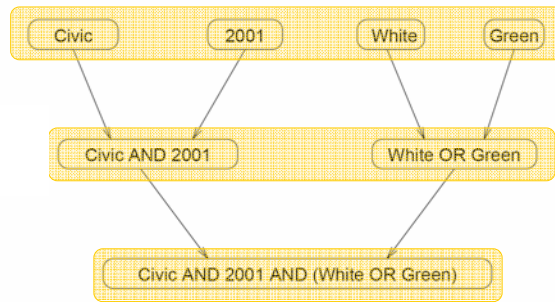 Civic 2001 White Green
Civic AND 2001 White OR Green
Civic AND 2001 AND (White OR Green)